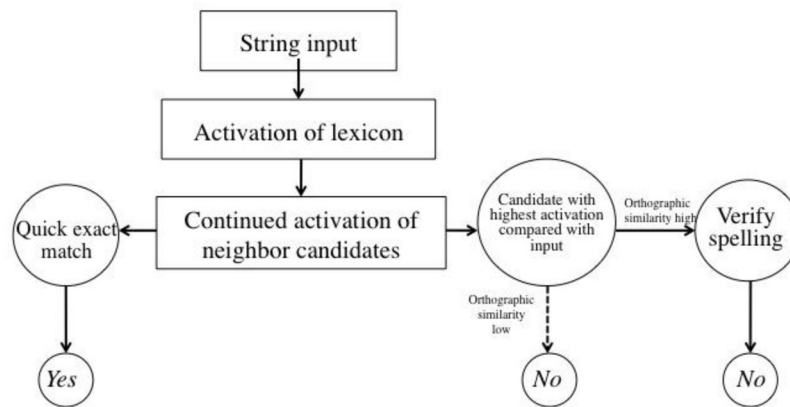 String input
Activation of lexicon
Quick exact
match
Continued activation of
neighbor candidates
Candidate with
highest activation
compared with
input
Orthographic
similarity high
Verify
spelling
Orthographic
similarity
low
Yes
No
No